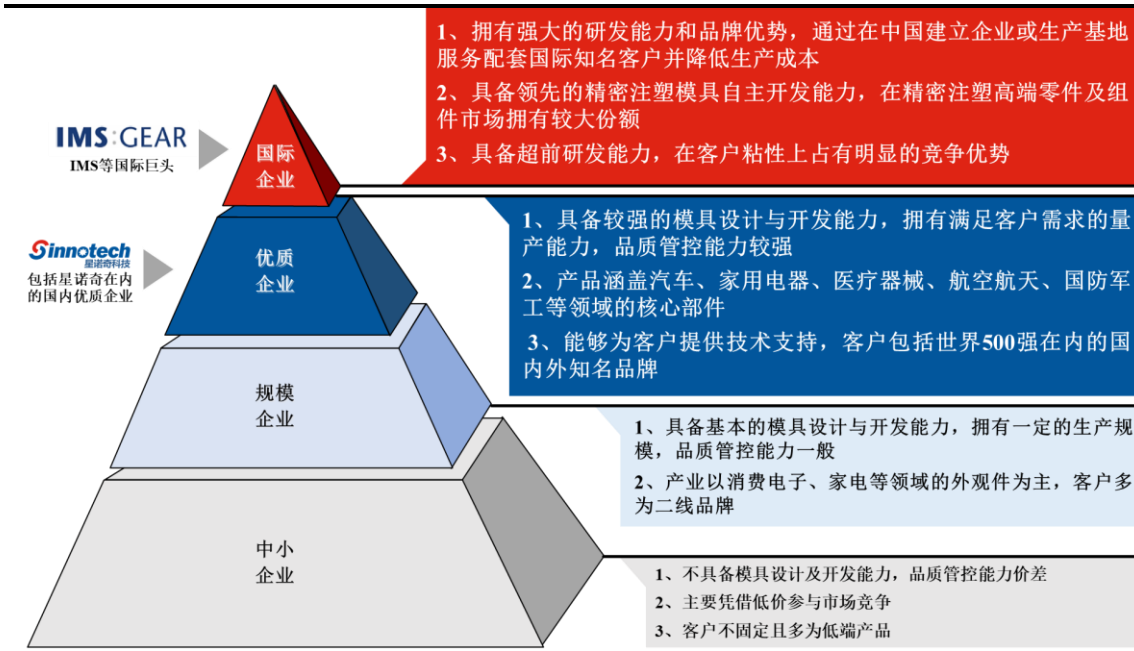 1、拥有强大的研发能力和品牌优势，通过在中国建立企业或生产基地
服务配套国际知名客户并降低生产成本
2、具备领先的精密注塑模具自主开发能力，在精密注塑高端零件及组
件市场拥有较大份额
3、具备超前研发能力，在客户粘性上占有明显的竞争优势
IMS:GEAR
IMS等国际巨头
国际
企业
1、具备较强的模具设计与开发能力，拥有满足客户需求的量
产能力，品质管控能力较强
2、产品涵盖汽车、家用电器、医疗器械、航空航天、国防军
工等领域的核心部件
3、能够为客户提供技术支持，客户包括世界500强在内的国
内外知名品牌
Sinnotech
星诺奇科技
包括星诺奇在内
的国内优质企业
优质
企业
规模
企业
1、具备基本的模具设计与开发能力，拥有一定的生产规
模，品质管控能力一般
2、产业以消费电子、家电等领域的外观件为主，客户多
为二线品牌
中小
企业
1、不具备模具设计及开发能力，品质管控能力价差
2、主要凭借低价参与市场竞争
3、客户不固定且多为低端产品